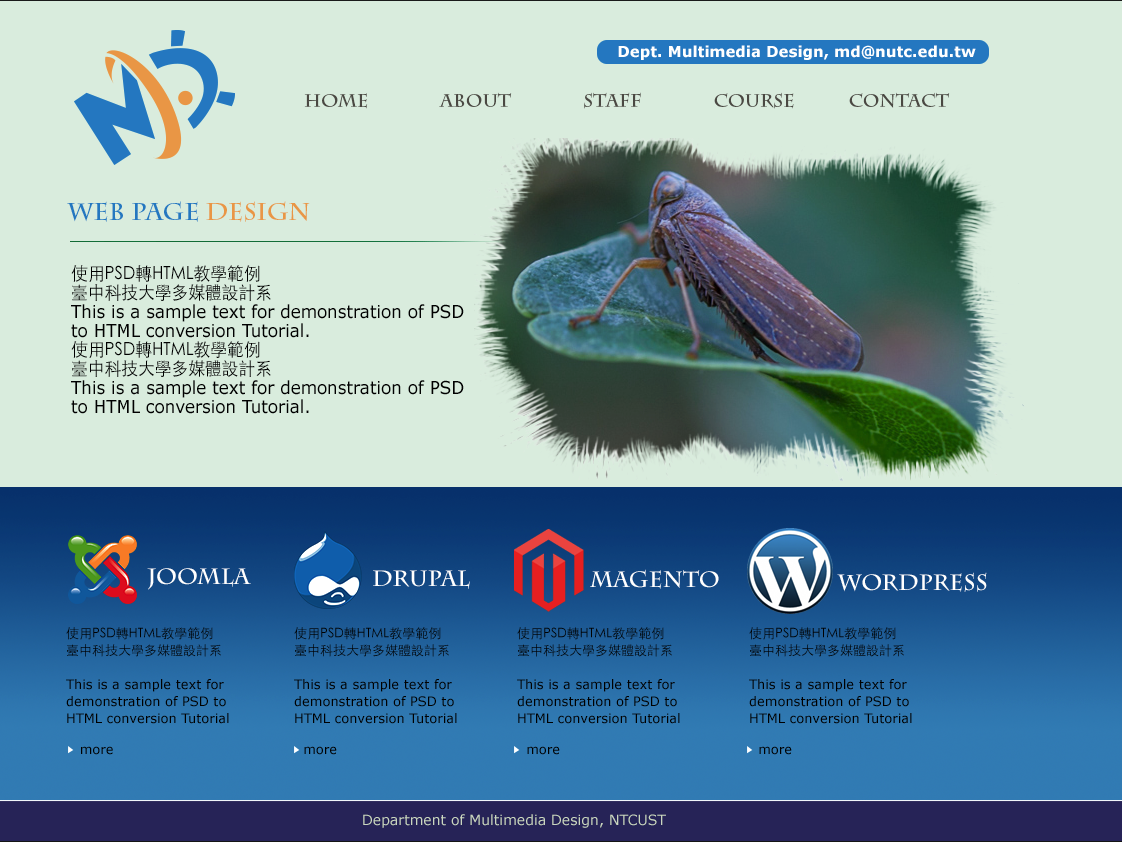 Dept. Multimedia Design, md@nutc.edu.tw
HOME ABOUT STAFF COURSE CONTACT
WEB PAGE DESIGN
使用PSD轉HTML教學範例
臺中科技大學多媒體設計系
This is a sample text for demonstration of PSD
to HTML conversion Tutorial.
使用PSD轉HTML教學範例
臺中科技大學多媒體設計系
This is a sample text for demonstration of PSD
to HTML conversion Tutorial.
JOOMLA
使用PSD轉HTML教學範例
臺中科技大學多媒體設計系
This is a sample text for
demonstration of PSD to
HTML conversion Tutorial
more
DRUPAL
使用PSD轉HTML教學範例
臺中科技大學多媒體設計系
This is a sample text for
demonstration of PSD to
HTML conversion Tutorial
more
MAGENTO
使用PSD轉HTML教學範例
臺中科技大學多媒體設計系
This is a sample text for
demonstration of PSD to
HTML conversion Tutorial
more
WORDPRESS
使用PSD轉HTML教學範例
臺中科技大學多媒體設計系
This is a sample text for
demonstration of PSD to
HTML conversion Tutorial
more
Department of Multimedia Design, NTCUST